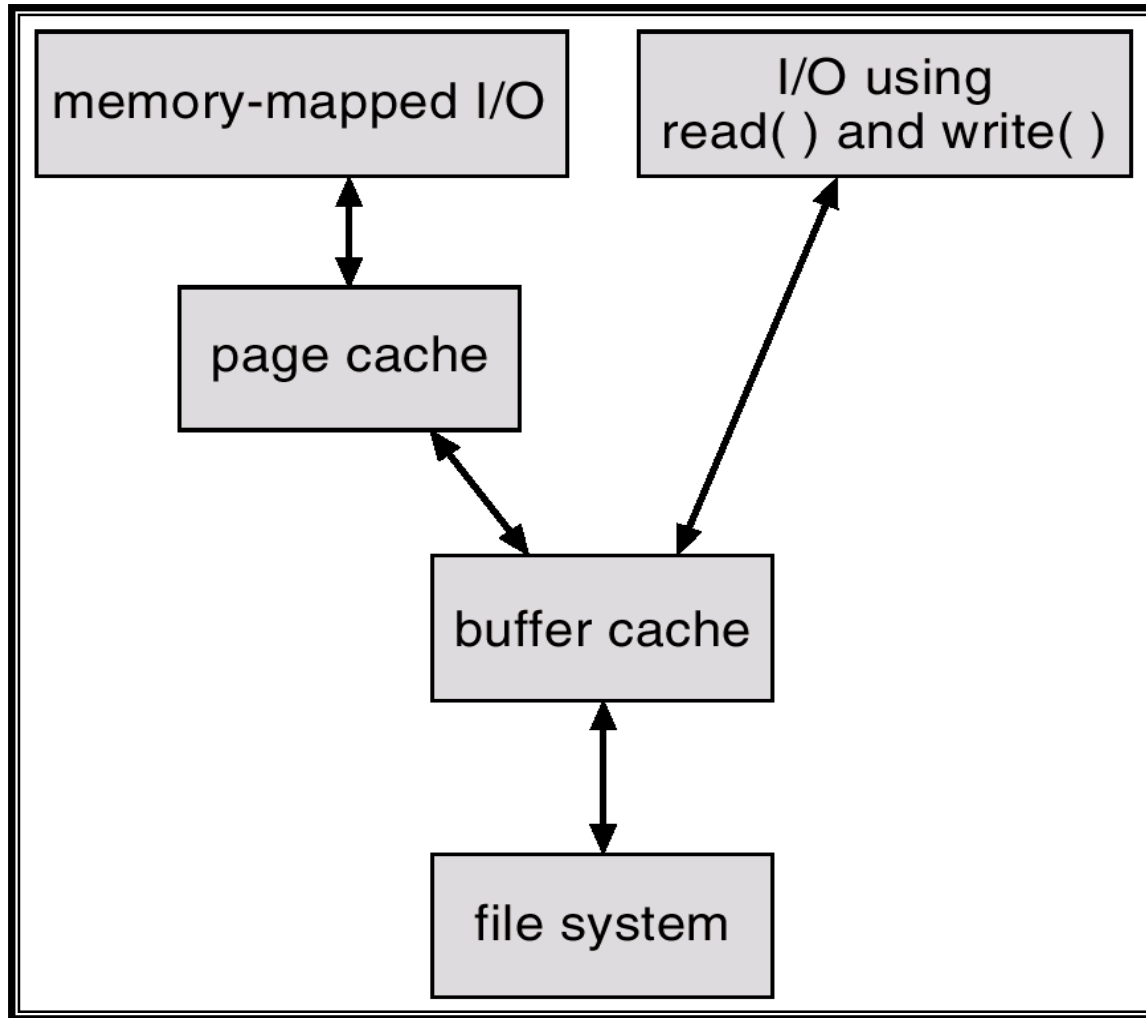 memory-mapped I/O
I/O using
read( ) and write( )
page cache
buffer cache
file system